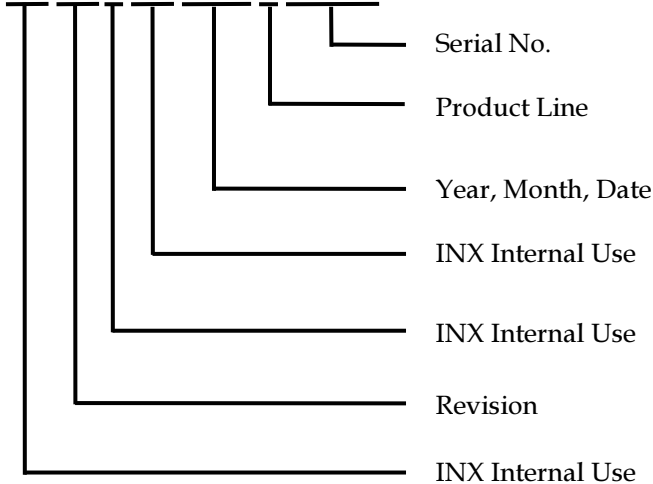 Serial No.
Product Line
Year, Month, Date
INX Internal Use
INX Internal Use
Revision
INX Internal Use